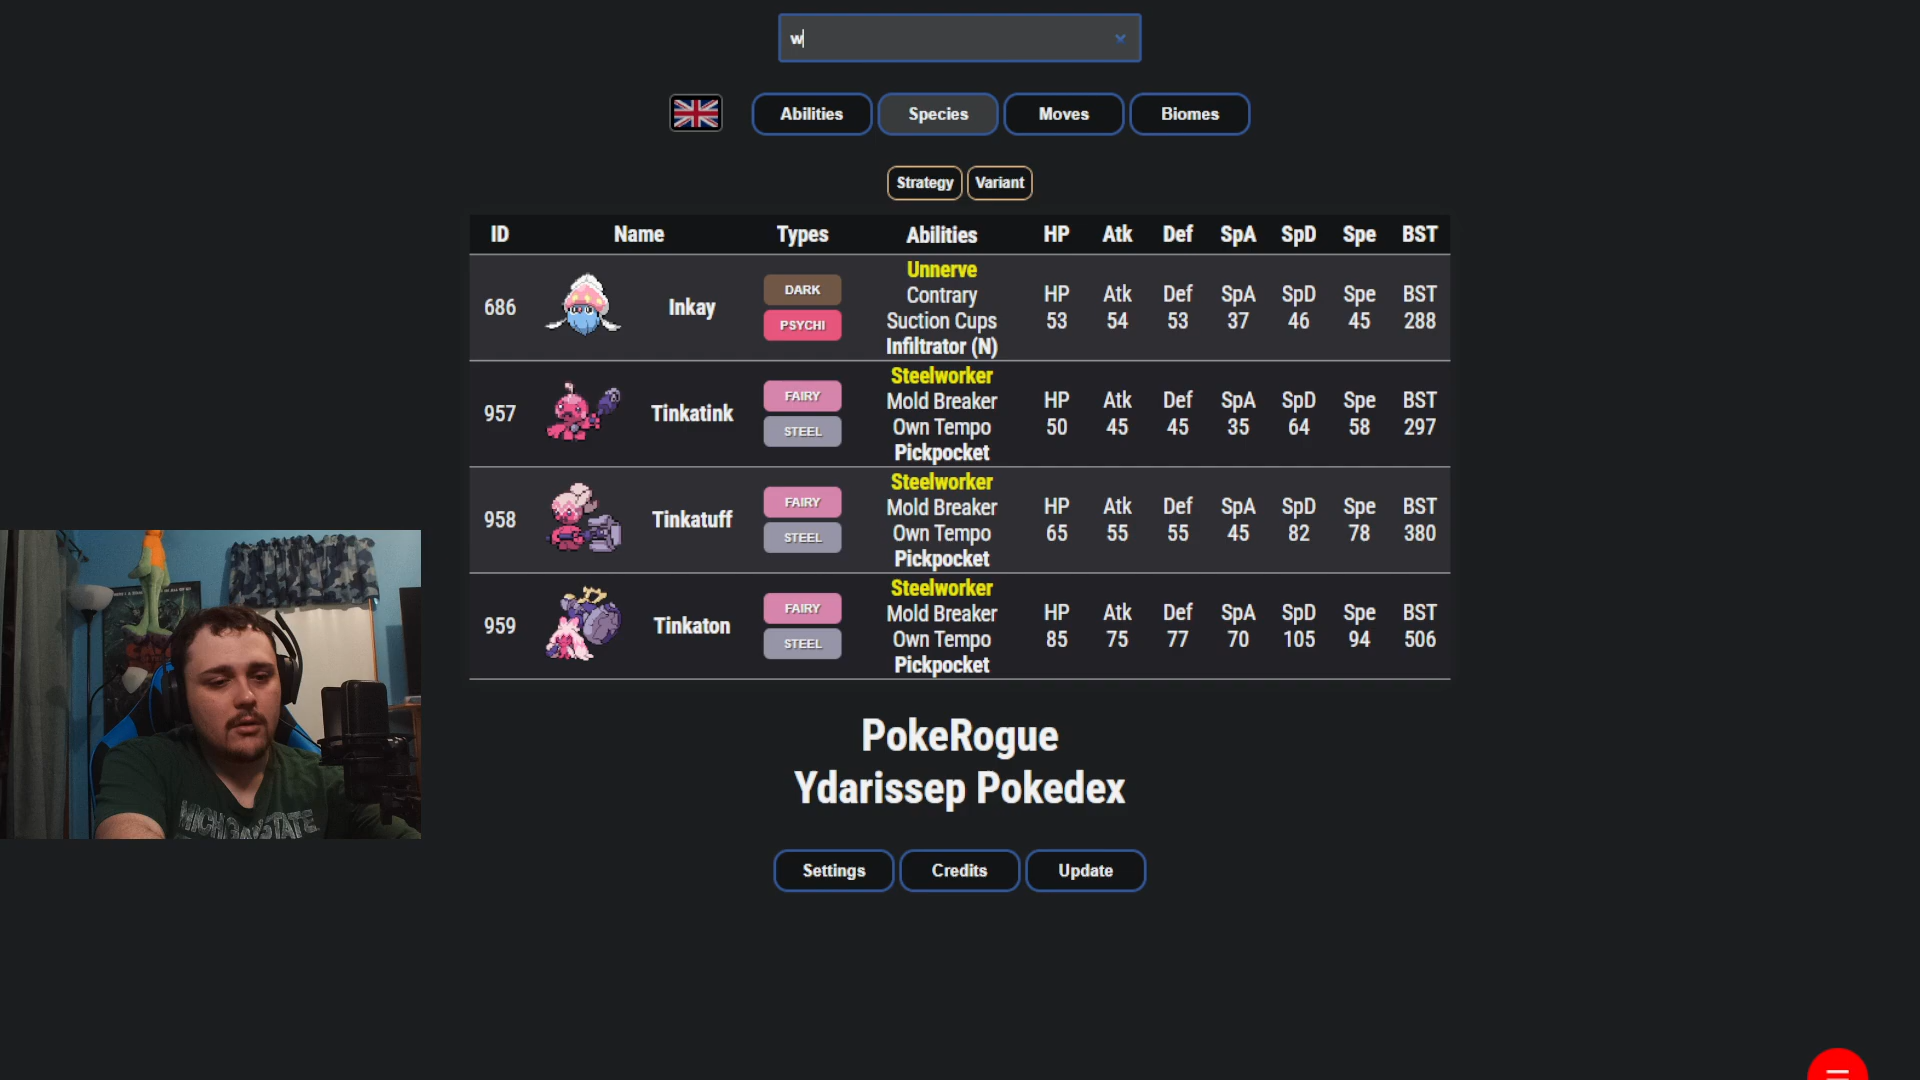 w
Abilities Species Moves Biomes
Strategy Variant
ID Name Types Abilities HP Atk Def SpA SpD Spe BST
686 Inkay DARK PSYCHI Unnerve Contrary Suction Cups Infiltrator (N) HP 53 Atk 54 Def 53 SpA 37 SpD 46 Spe 45 BST 288
957 Tinkatink FAIRY STEEL Steelworker Mold Breaker Own Tempo Pickpocket HP 50 Atk 45 Def 45 SpA 35 SpD 64 Spe 58 BST 297
958 Tinkatuff FAIRY STEEL Steelworker Mold Breaker Own Tempo Pickpocket HP 65 Atk 55 Def 55 SpA 45 SpD 82 Spe 78 BST 380
959 Tinkaton FAIRY STEEL Steelworker Mold Breaker Own Tempo Pickpocket HP 85 Atk 75 Def 77 SpA 70 SpD 105 Spe 94 BST 506
MICHIGAN STATE
PokeRogue
Ydarissep Pokedex
Settings Credits Update